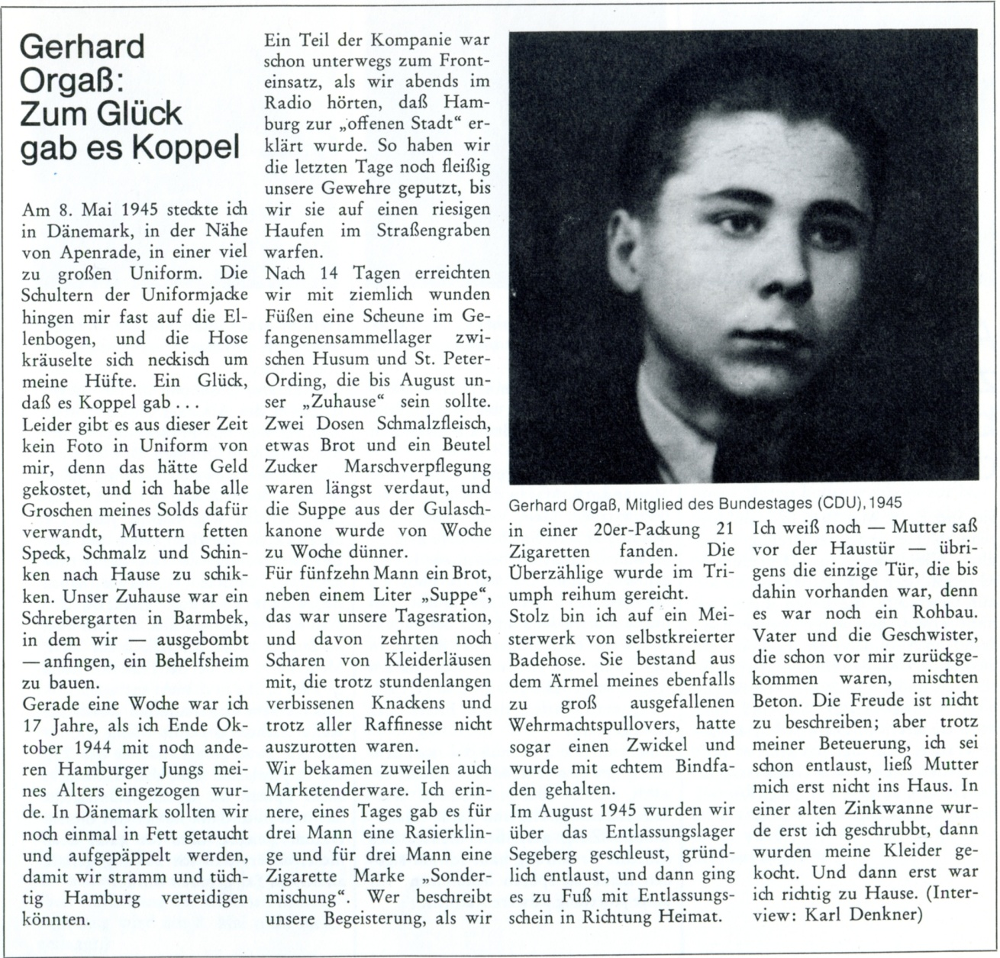 Gerhard
Orgaß:
Zum Glück
gab es Koppel
Am 8. Mai 1945 steckte ich
in Dänemark, in der Nähe
von Apenrade, in einer viel
zu großen Uniform. Die
Schultern der Uniformjacke
hingen mir fast auf die El-
lenbogen, und die Hose
kräuselte sich neckisch um
meine Hüfte. Ein Glück,
daß es Koppel gab . . .
Leider gibt es aus dieser Zeit
kein Foto in Uniform von
mir, denn das hätte Geld
gekostet, und ich habe alle
Groschen meines Solds dafür
verwandt, Muttern fetten
Speck, Schmalz und Schin-
ken nach Hause zu schik-
ken. Unser Zuhause war ein
Schrebergarten in Barmbek,
in dem wir — ausgebombt
— anfingen, ein Behelfsheim
zu bauen.
Gerade eine Woche war ich
17 Jahre, als ich Ende Ok-
tober 1944 mit noch ande-
ren Hamburger Jungs mei-
nes Alters eingezogen wur-
de. In Dänemark sollten wir
noch einmal in Fett getaucht
und aufgepäppelt werden,
damit wir stramm und tüch-
tig Hamburg verteidigen
könnten.
Ein Teil der Kompanie war
schon unterwegs zum Front-
einsatz, als wir abends im
Radio hörten, daß Ham-
burg zur „offenen Stadt“ er-
klärt wurde. So haben wir
die letzten Tage noch fleißig
unsere Gewehre geputzt, bis
wir sie auf einen riesigen
Haufen im Straßengraben
warfen.
Nach 14 Tagen erreichten
wir mit ziemlich wunden
Füßen eine Scheune im Ge-
fangenensammellager zwi-
schen Husum und St. Peter-
Ording, die bis August un-
ser „Zuhause“ sein sollte.
Zwei Dosen Schmalzfleisch,
etwas Brot und ein Beutel
Zucker Marschverpflegung
waren längst verdaut, und
die Suppe aus der Gulasch-
kanone wurde von Woche
zu Woche dünner.
Für fünfzehn Mann ein Brot,
neben einem Liter „Suppe“,
das war unsere Tagesration,
und davon zehrten noch
Scharen von Kleiderläusen
mit, die trotz stundenlangen
verbissenen Knackens und
trotz aller Raffinesse nicht
auszurotten waren.
Wir bekamen zuweilen auch
Marketenderware. Ich erin-
nere, eines Tages gab es für
drei Mann eine Rasierklin-
ge und für drei Mann eine
Zigarette Marke „Sonder-
mischung“. Wer beschreibt
unsere Begeisterung, als wir
Gerhard Orgaß, Mitglied des Bundestages (CDU), 1945
in einer 20er-Packung 21
Zigaretten fanden. Die
Überzählige wurde im Tri-
umph reihum gereicht.
Stolz bin ich auf ein Mei-
sterwerk von selbstkreierter
Badehose. Sie bestand aus
dem Ärmel meines ebenfalls
zu groß ausgefallenen
Wehrmachtspullovers, hatte
sogar einen Zwickel und
wurde mit echtem Bindfa-
den gehalten.
Im August 1945 wurden wir
über das Entlassungslager
Segeberg geschleust, gründ-
lich entlaust, und dann ging
es zu Fuß mit Entlassungs-
schein in Richtung Heimat.
Ich weiß noch — Mutter saß
vor der Haustür — übri-
gens die einzige Tür, die bis
dahin vorhanden war, denn
es war noch ein Rohbau.
Vater und die Geschwister,
die schon vor mir zurückge-
kommen waren, mischten
Beton. Die Freude ist nicht
zu beschreiben; aber trotz
meiner Beteuerung, ich sei
schon entlaust, ließ Mutter
mich erst nicht ins Haus. In
einer alten Zinkwanne wur-
de erst ich geschrubbt, dann
wurden meine Kleider ge-
kocht. Und dann erst war
ich richtig zu Hause. (Inter-
view: Karl Denkner)